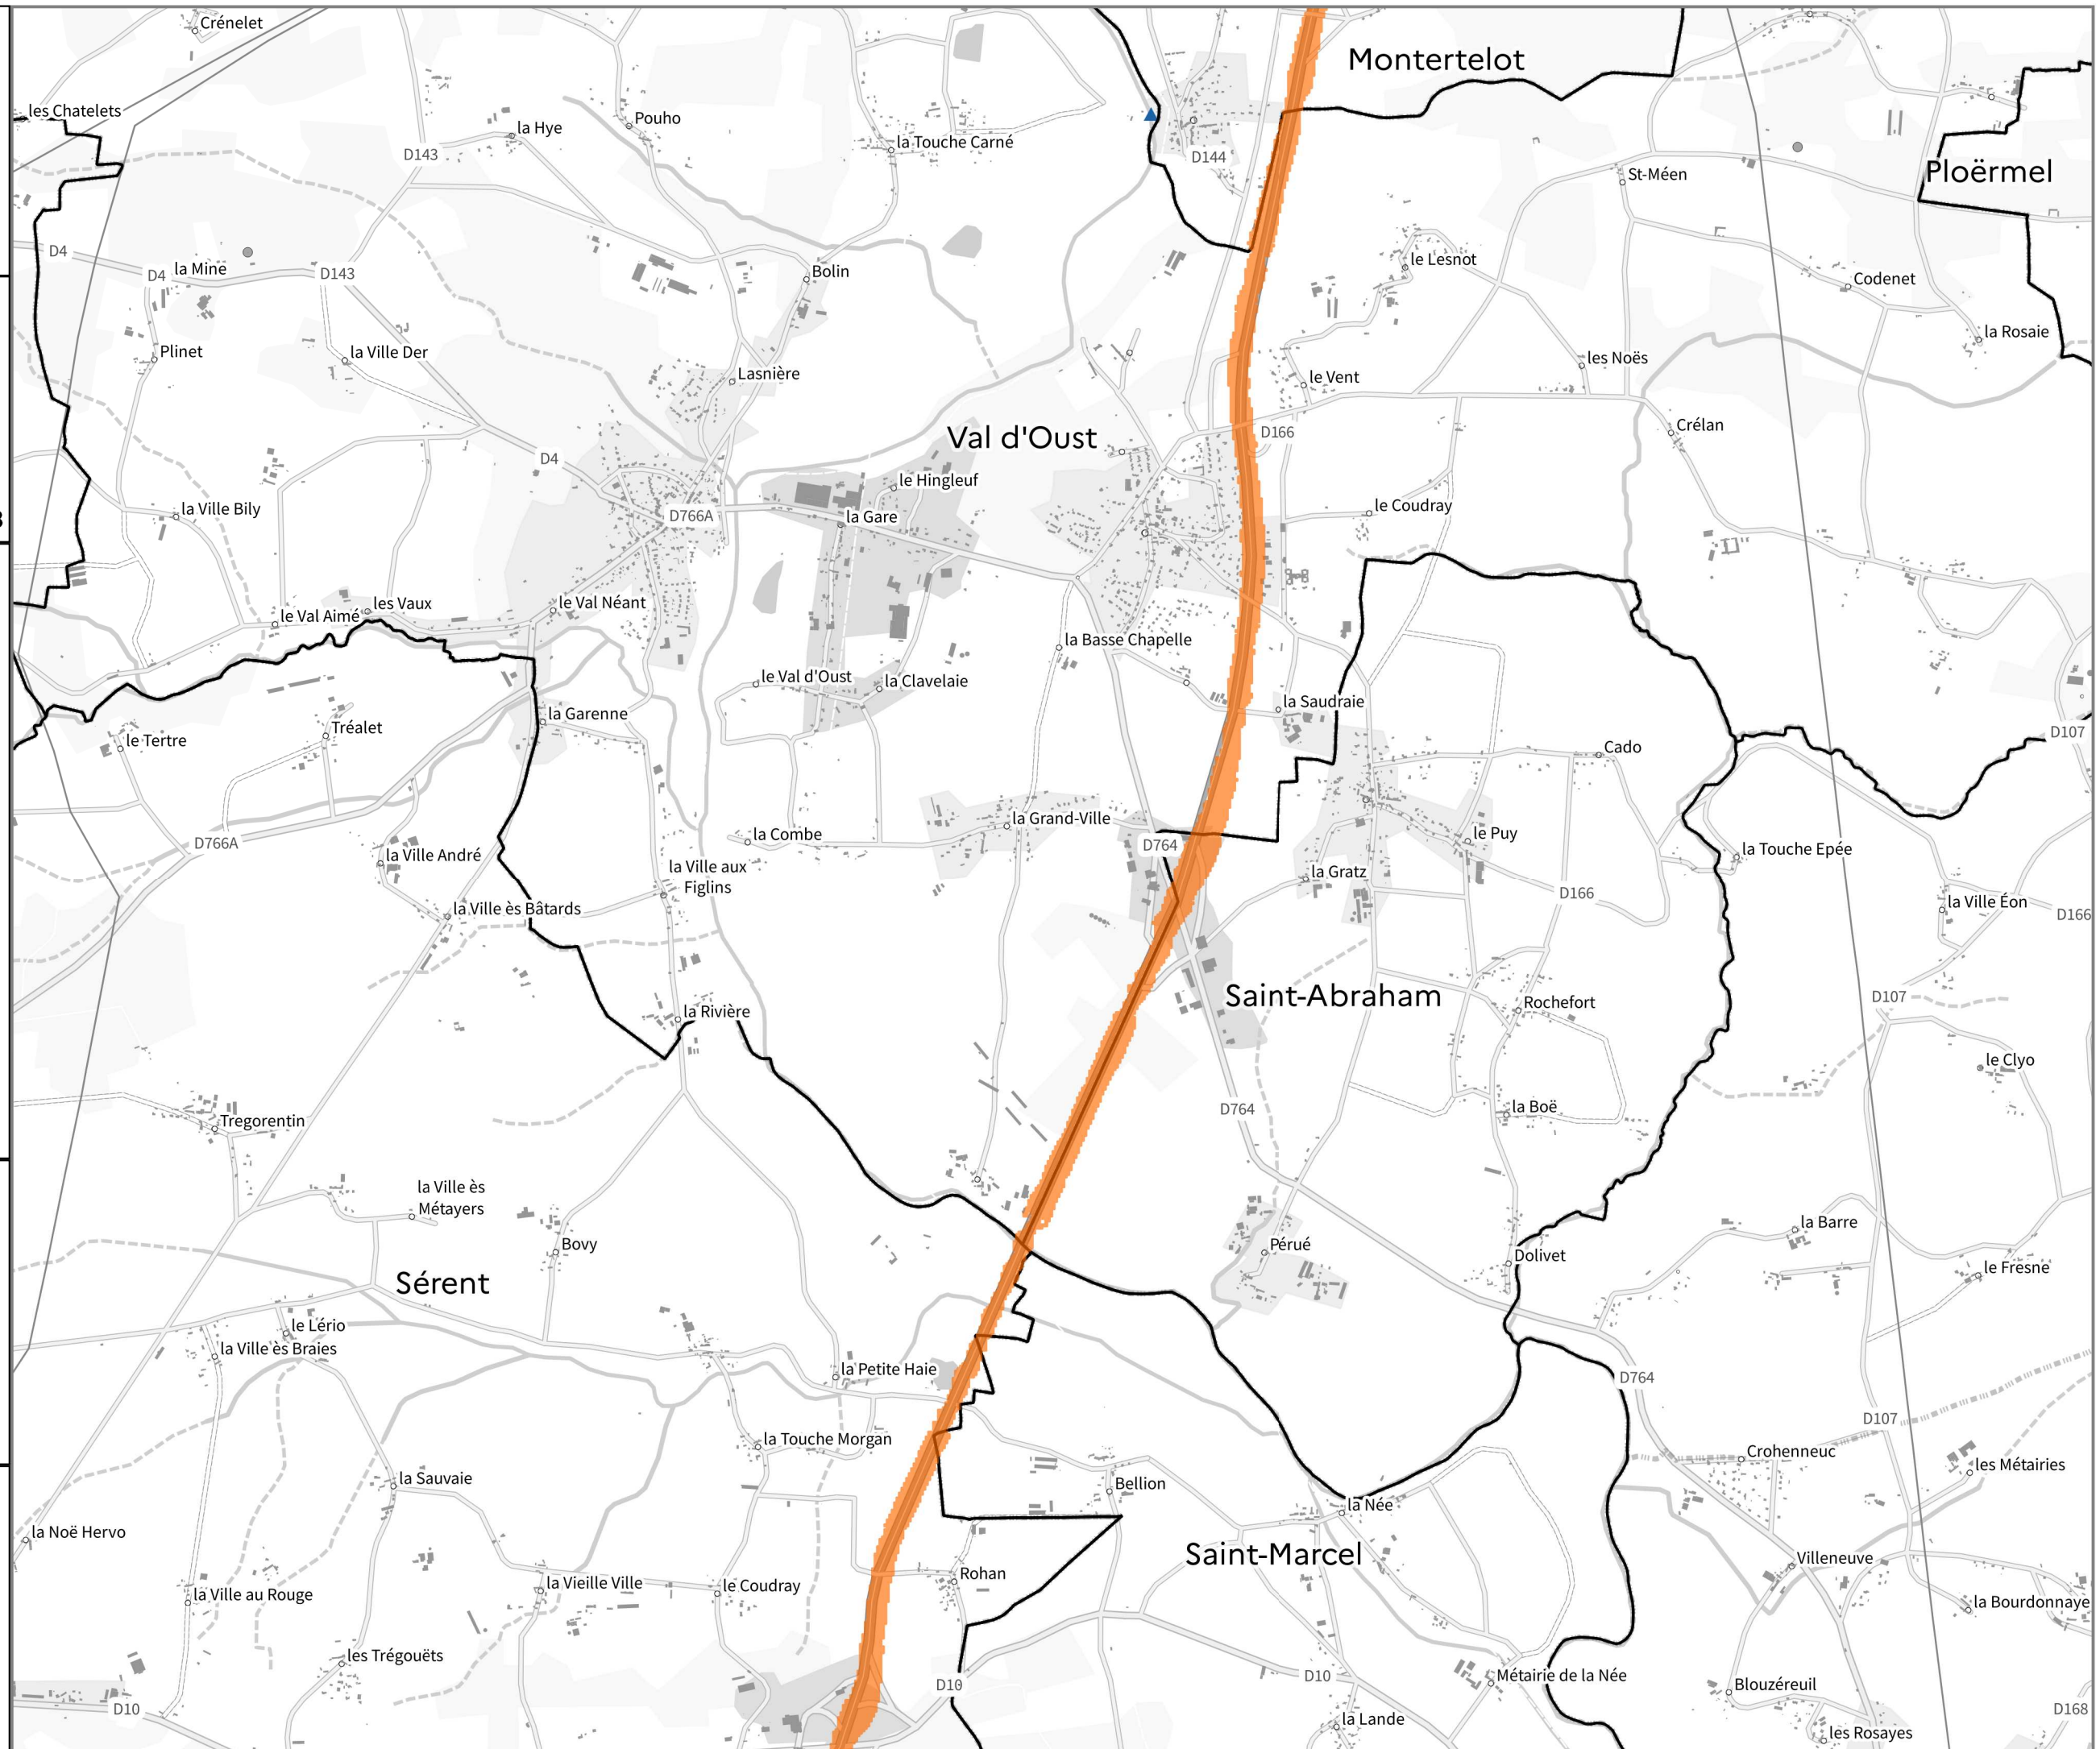 Crénelet
Montertelot
les Chatelets
Pouho
la Hye
la Touche Carné
D143
D144
Ploërmel
St-Méen
D4
D4
la Mine
D143
Bolin
le Lesnot
Codenet
la Rosaie
Plinet
la Ville Der
Lasnière
le Vent
les Noës
Crélan
Val d'Oust
D166
D4
le Hingleuf
la Ville Bily
D766A
la Gare
le Coudray
le Val Aimé
les Vaux
le Val Néant
la Basse Chapelle
le Val d'Oust
la Clavelaie
la Saudraie
la Garenne
le Tertre
Tréalet
Cado
D107
D766A
la Combe
la Grand-Ville
D764
le Puy
la Touche Epée
la Ville André
la Ville aux
Figlins
la Gratz
D166
la Ville Éon
D166
la Ville ès Bâtards
Saint-Abraham
D107
Rochefort
la Rivière
le Clyo
Tregorentin
D764
la Boë
la Ville ès
Métayers
Bovy
Pérué
la Barre
Dolivet
le Fresne
Sérent
le Lério
la Ville ès Braies
la Petite Haie
D764
D107
la Touche Morgan
Crohenneuc
les Métairies
la Sauvaie
Bellion
la Née
la Noë Hervo
Saint-Marcel
Villeneuve
la Ville au Rouge
la Vieille Ville
le Coudray
Rohan
la Bourdonnaye
les Trégouëts
D10
D10
D10
Métairie de la Née
Blouzéreuil
D168
la Lande
les Rosayes